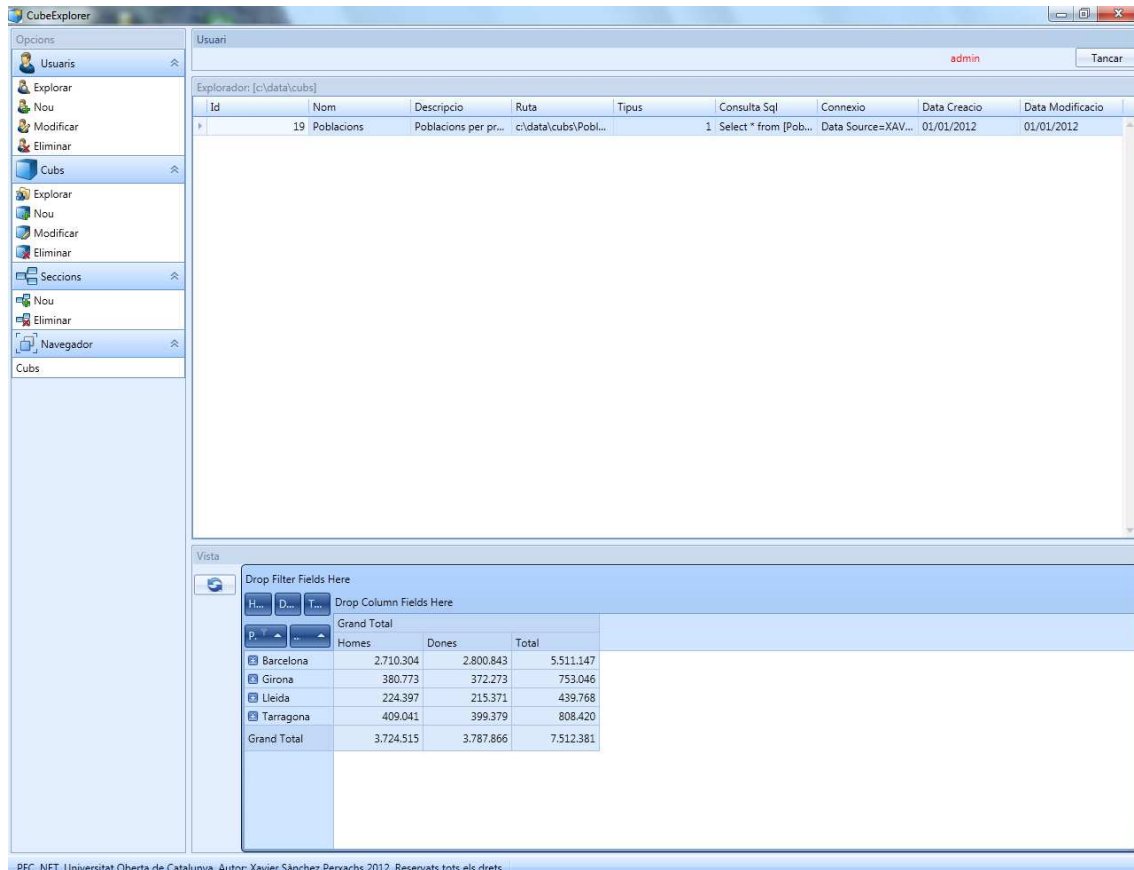 CubeExplorer
Opcions
Usuaris
Explorar
Nou
Modificar
Eliminar
Cubs
Explorar
Nou
Modificar
Eliminar
Seccions
Nou
Eliminar
Navegador
Cubs
Usuari
admin
Tancar
Explorador: [c:\data\cubs]
Id Nom Descripcio Ruta Tipus Consulta Sql Connexio Data Creacio Data Modificacio
19 Poblacions Poblacions per pr... c:\data\cubs\Pobl... 1 Select * from [Pob... Data Source=XAV... 01/01/2012 01/01/2012
Vista
Drop Filter Fields Here
H... D... T... Drop Column Fields Here
Grand Total
P. ..
Homes Dones Total
Barcelona 2.710.304 2.800.843 5.511.147
Girona 380.773 372.273 753.046
Lleida 224.397 215.371 439.768
Tarragona 409.041 399.379 808.420
Grand Total 3.724.515 3.787.866 7.512.381
PFC .NET. Universitat Oberta de Catalunya. Autor: Xavier Sànchez Perxachs 2012. Reservats tots els drets